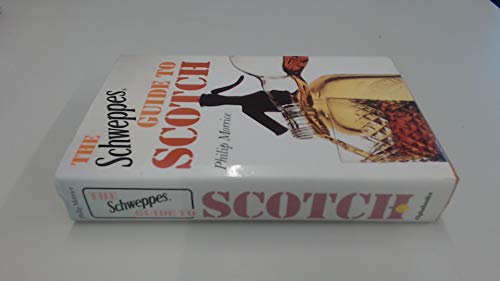 THE
Schweppes
GUIDE TO
SCOTCH
Philip Morrice
Philip Morrice
THE
Schweppes
GUIDE TO
SCOTCH
Alphabooks